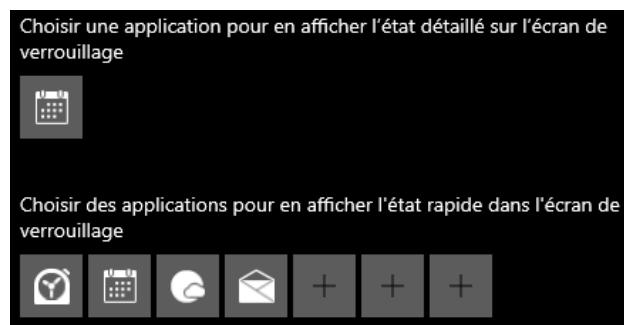 Choisir une application pour en afficher l’état détaillé sur l’écran de
verrouillage
Choisir des applications pour en afficher l'état rapide dans l'écran de
verrouillage